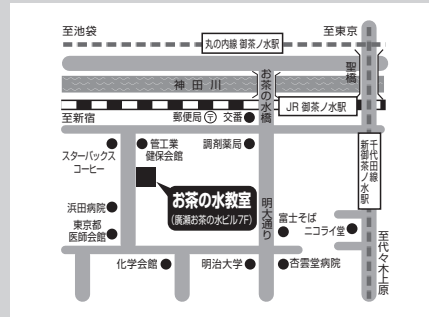 至池袋
至東京
丸の内線 御茶ノ水駅
聖橋
神田川
お茶の水橋
JR 御茶ノ水駅
至新宿
郵便局
交番
スターバックス
コーヒー
管工業
健保会館
調剤薬局
千代田線
新御茶ノ水駅
お茶の水教室
(廣瀬お茶の水ビル7F)
明大通り
浜田病院
東京都
医師会館
富士そば
ニコライ堂
至代々木上原
化学会館
明治大学
杏雲堂病院